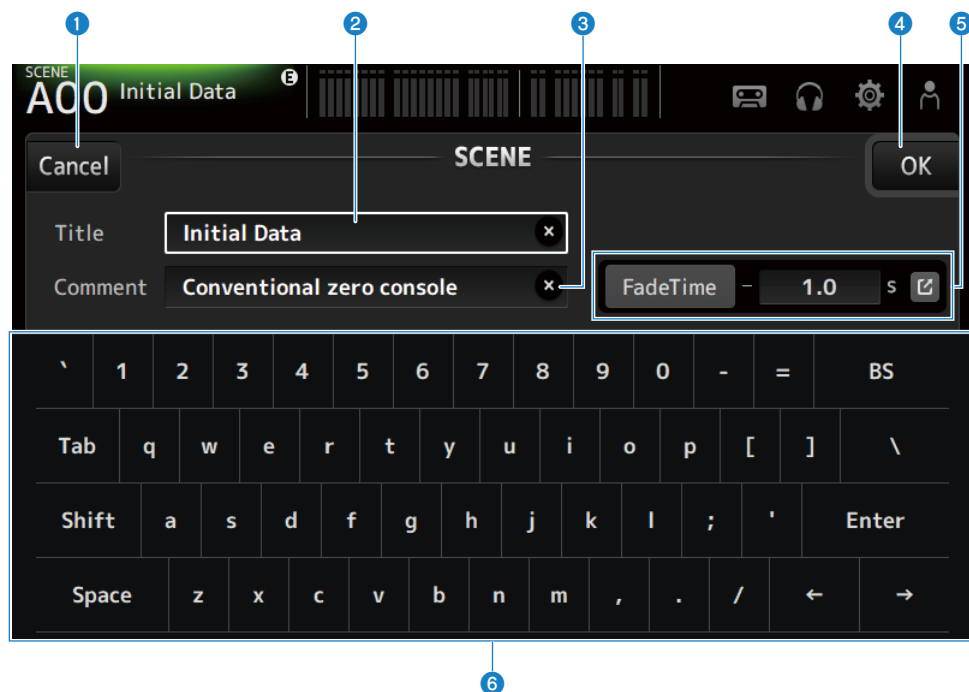 1 2 3 4 5
SCENE
A00 Initial Data E
Cancel SCENE OK
Title Initial Data ×
Comment Conventional zero console × FadeTime – 1.0 s
` 1 2 3 4 5 6 7 8 9 0 - = BS
Tab q w e r t y u i o p [ ] \
Shift a s d f g h j k l ; ' Enter
Space z x c v b n m , . / ← →
6